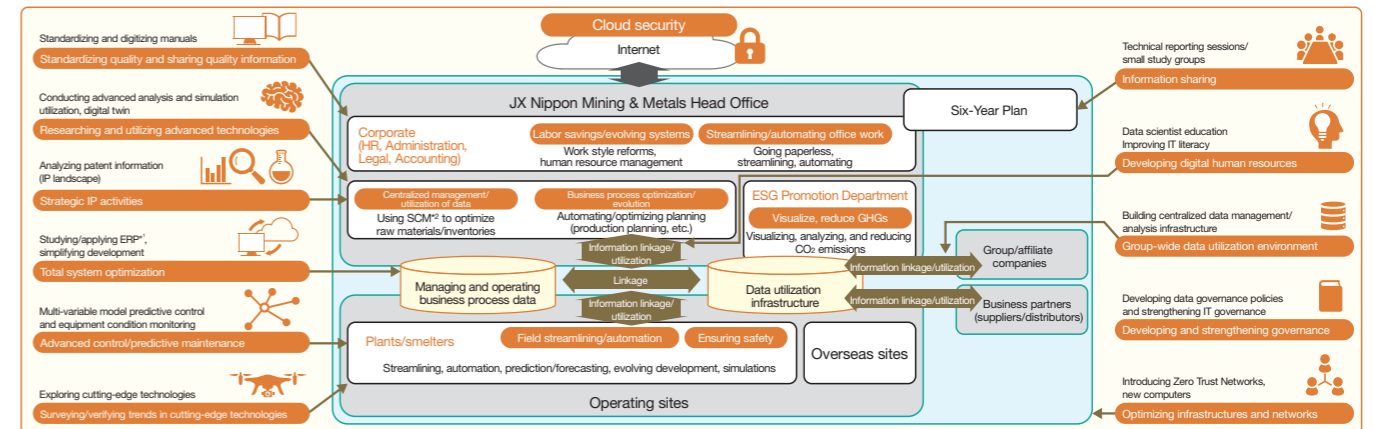 Cloud security
Internet
Standardizing and digitizing manuals
Standardizing quality and sharing quality information
Conducting advanced analysis and simulation
utilization, digital twin
Researching and utilizing advanced technologies
Analyzing patent information
(IP landscape)
Strategic IP activities
Studying/applying ERP*¹,
simplifying development
Total system optimization
Multi-variable model predictive control
and equipment condition monitoring
Advanced control/predictive maintenance
Exploring cutting-edge technologies
Surveying/verifying trends in cutting-edge technologies
JX Nippon Mining & Metals Head Office
Six-Year Plan
Corporate
(HR, Administration,
Legal, Accounting)
Labor savings/evolving systems
Work style reforms,
human resource management
Streamlining/automating office work
Going paperless,
streamlining, automating
Centralized management/
utilization of data
Using SCM*² to optimize
raw materials/inventories
Business process optimization/
evolution
Automating/optimizing planning
(production planning, etc.)
ESG Promotion Department
Visualize, reduce GHGs
Visualizing, analyzing, and reducing
CO₂ emissions
Information linkage/
utilization
Managing and operating
business process data
Linkage
Data utilization
infrastructure
Information linkage/utilization
Group/affiliate
companies
Information linkage/utilization
Business partners
(suppliers/distributors)
Information linkage/
utilization
Plants/smelters
Field streamlining/automation
Ensuring safety
Streamlining, automation, prediction/forecasting, evolving development, simulations
Overseas sites
Operating sites
Technical reporting sessions/
small study groups
Information sharing
Data scientist education
Improving IT literacy
Developing digital human resources
Building centralized data management/
analysis infrastructure
Group-wide data utilization environment
Developing data governance policies
and strengthening IT governance
Developing and strengthening governance
Introducing Zero Trust Networks,
new computers
Optimizing infrastructures and networks